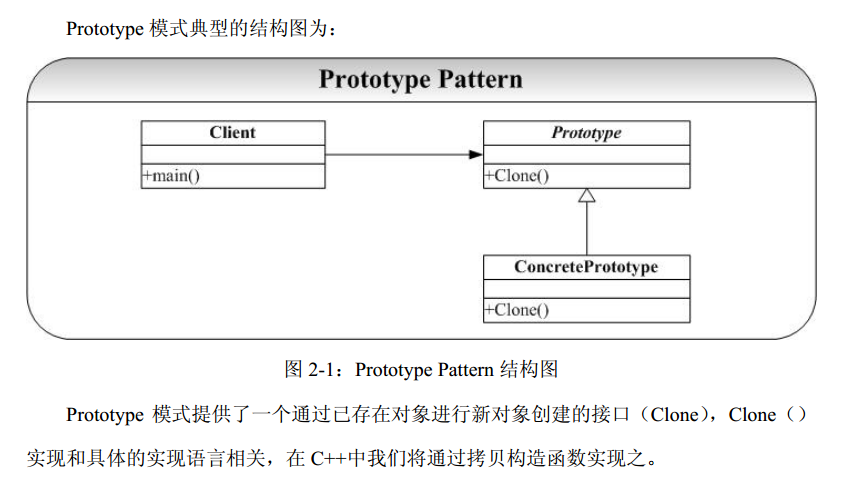 Prototype 模式典型的结构图为：
Prototype Pattern
Client
+main()
Prototype
+Clone()
ConcretePrototype
+Clone()
图 2-1：Prototype Pattern 结构图
Prototype 模式提供了一个通过已存在对象进行新对象创建的接口（Clone），Clone（）
实现和具体的实现语言相关，在 C++中我们将通过拷贝构造函数实现之。